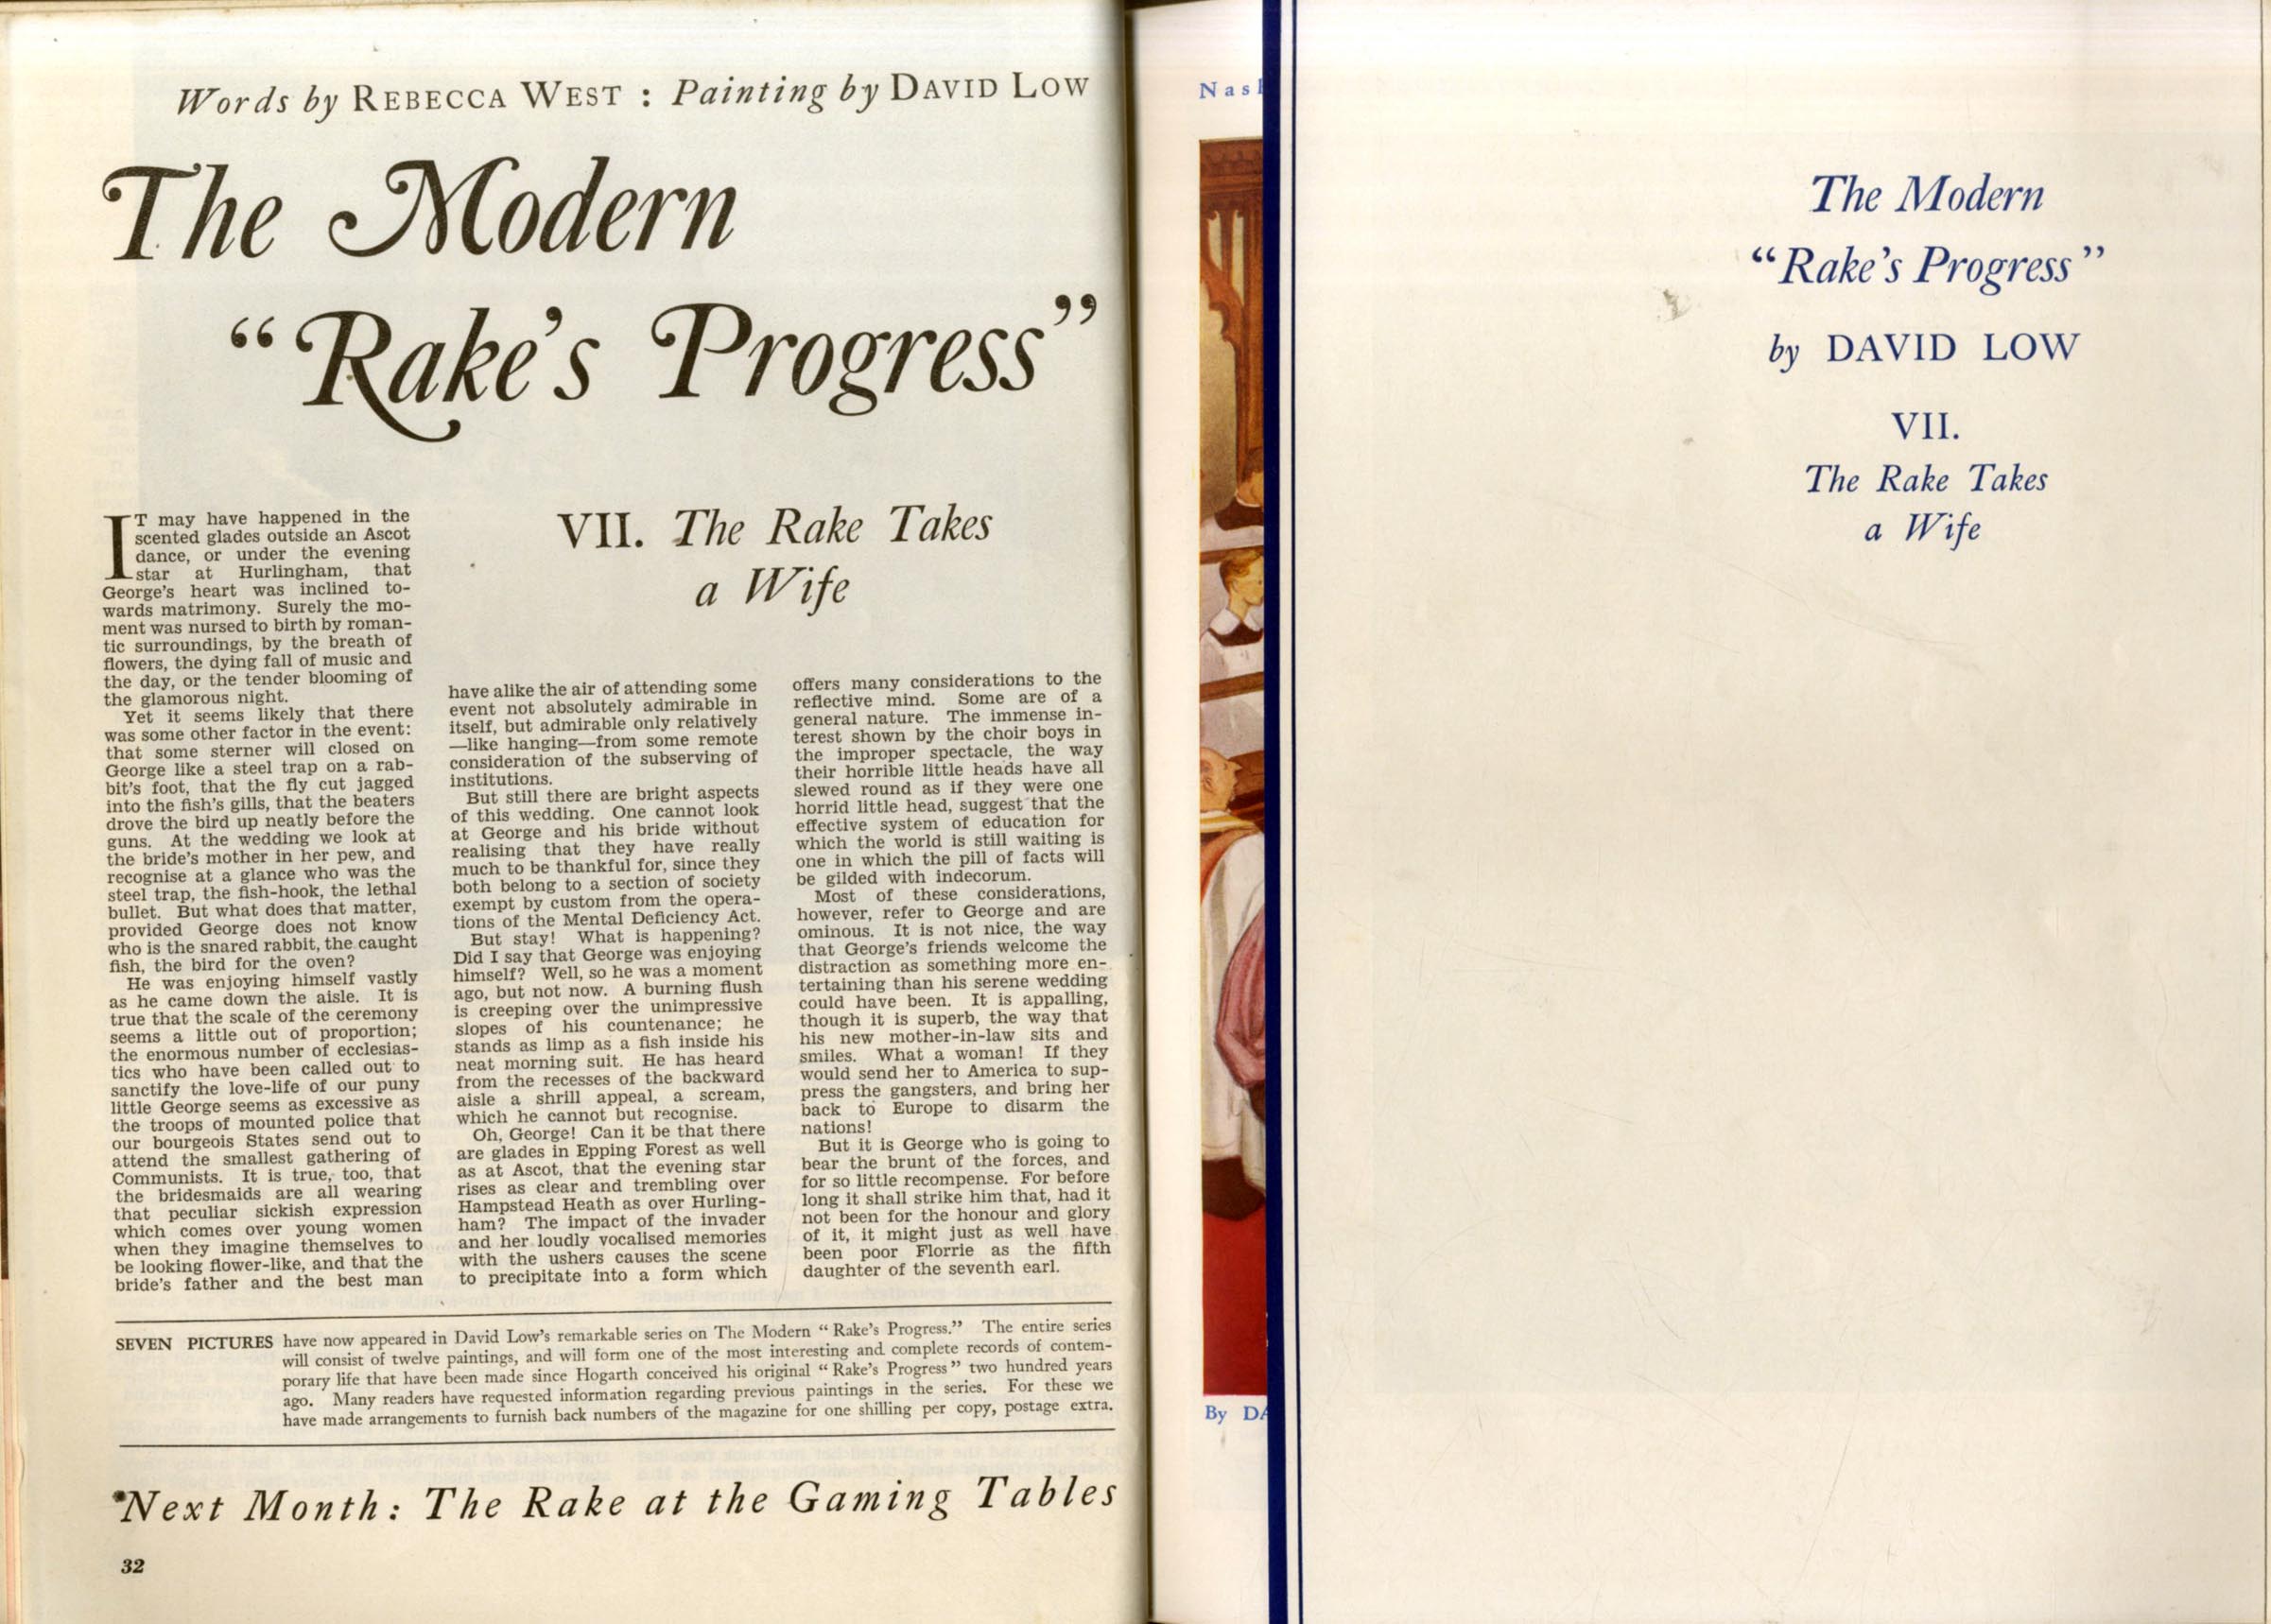 Words by REBECCA WEST : Painting by DAVID LOW
The Modern
“Rake's Progress”
VII. The Rake Takes
a Wife
IT may have happened in the
scented glades outside an Ascot
dance, or under the evening
star at Hurlingham, that
George's heart was inclined to-
wards matrimony. Surely the mo-
ment was nursed to birth by roman-
tic surroundings, by the breath of
flowers, the dying fall of music and
the day, or the tender blooming of
the glamorous night.
Yet it seems likely that there
was some other factor in the event:
that some sterner will closed on
George like a steel trap on a rab-
bit's foot, that the fly cut jagged
into the fish's gills, that the beaters
drove the bird up neatly before the
guns. At the wedding we look at
the bride's mother in her pew, and
recognise at a glance who was the
steel trap, the fish-hook, the lethal
bullet. But what does that matter,
provided George does not know
who is the snared rabbit, the caught
fish, the bird for the oven?
He was enjoying himself vastly
as he came down the aisle. It is
true that the scale of the ceremony
seems a little out of proportion;
the enormous number of ecclesias-
tics who have been called out to
sanctify the love-life of our puny
little George seems as excessive as
the troops of mounted police that
our bourgeois States send out to
attend the smallest gathering of
Communists. It is true, too, that
the bridesmaids are all wearing
that peculiar sickish expression
which comes over young women
when they imagine themselves to
be looking flower-like, and that the
bride's father and the best man
have alike the air of attending some
event not absolutely admirable in
itself, but admirable only relatively
—like hanging—from some remote
consideration of the subserving of
institutions.
But still there are bright aspects
of this wedding. One cannot look
at George and his bride without
realising that they have really
much to be thankful for, since they
both belong to a section of society
exempt by custom from the opera-
tions of the Mental Deficiency Act.
But stay! What is happening?
Did I say that George was enjoying
himself? Well, so he was a moment
ago, but not now. A burning flush
is creeping over the unimpressive
slopes of his countenance; he
stands as limp as a fish inside his
neat morning suit. He has heard
from the recesses of the backward
aisle a shrill appeal, a scream,
which he cannot but recognise.
Oh, George! Can it be that there
are glades in Epping Forest as well
as at Ascot, that the evening star
rises as clear and trembling over
Hampstead Heath as over Hurling-
ham? The impact of the invader
and her loudly vocalised memories
with the ushers causes the scene
to precipitate into a form which
offers many considerations to the
reflective mind. Some are of a
general nature. The immense in-
terest shown by the choir boys in
the improper spectacle, the way
their horrible little heads have all
slewed round as if they were one
horrid little head, suggest that the
effective system of education for
which the world is still waiting is
one in which the pill of facts will
be gilded with indecorum.
Most of these considerations,
however, refer to George and are
ominous. It is not nice, the way
that George's friends welcome the
distraction as something more en-
tertaining than his serene wedding
could have been. It is appalling,
though it is superb, the way that
his new mother-in-law sits and
smiles. What a woman! If they
would send her to America to sup-
press the gangsters, and bring her
back to Europe to disarm the
nations!
But it is George who is going to
bear the brunt of the forces, and
for so little recompense. For before
long it shall strike him that, had it
not been for the honour and glory
of it, it might just as well have
been poor Florrie as the fifth
daughter of the seventh earl.
SEVEN PICTURES have now appeared in David Low's remarkable series on The Modern “Rake's Progress.” The entire series
will consist of twelve paintings, and will form one of the most interesting and complete records of contem-
porary life that have been made since Hogarth conceived his original “Rake's Progress” two hundred years
ago. Many readers have requested information regarding previous paintings in the series. For these we
have made arrangements to furnish back numbers of the magazine for one shilling per copy, postage extra.
Next Month: The Rake at the Gaming Tables
32
Nas
By DA
The Modern
“Rake's Progress”
by DAVID LOW
VII.
The Rake Takes
a Wife